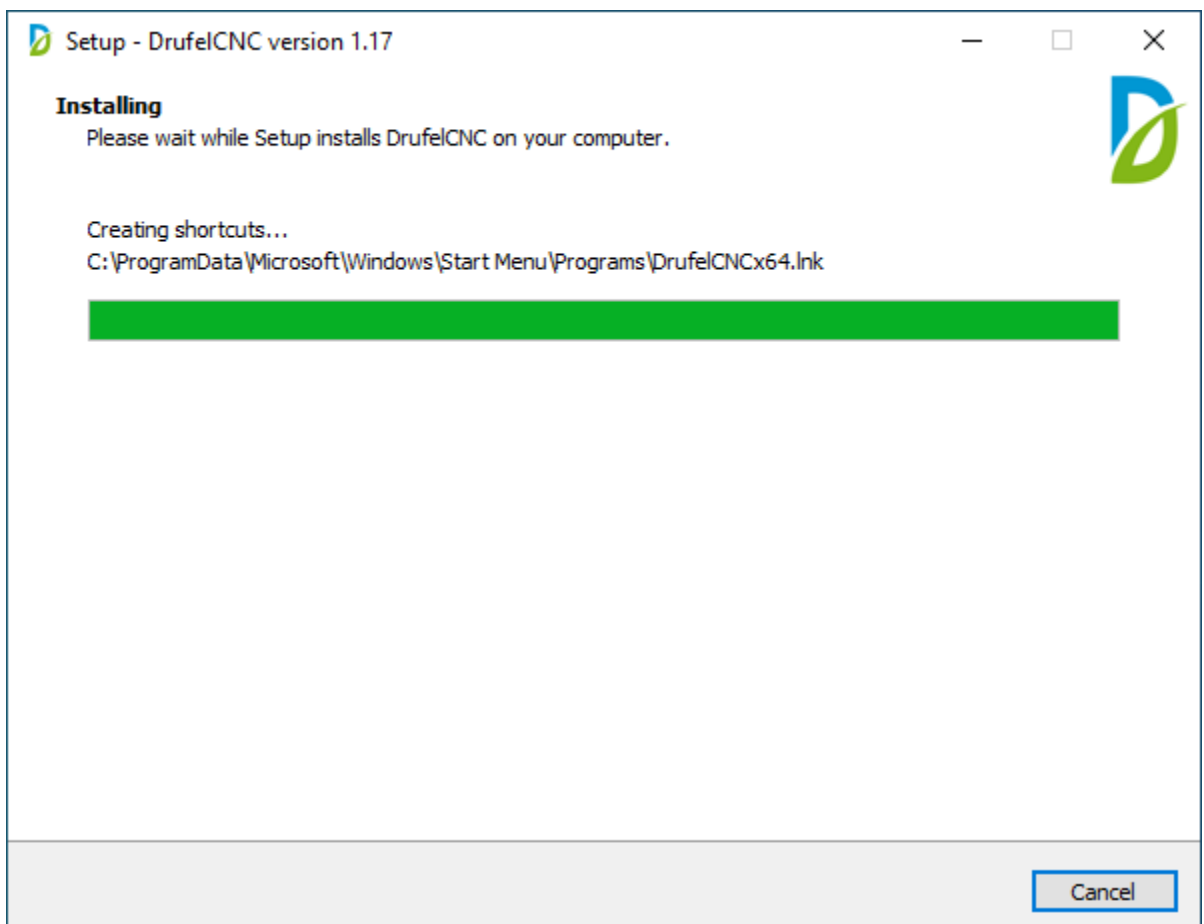 Setup - DrufelCNC version 1.17
Installing
Please wait while Setup installs DrufelCNC on your computer.
Creating shortcuts...
C:\ProgramData\Microsoft\Windows\Start Menu\Programs\DrufelCNCx64.lnk
Cancel